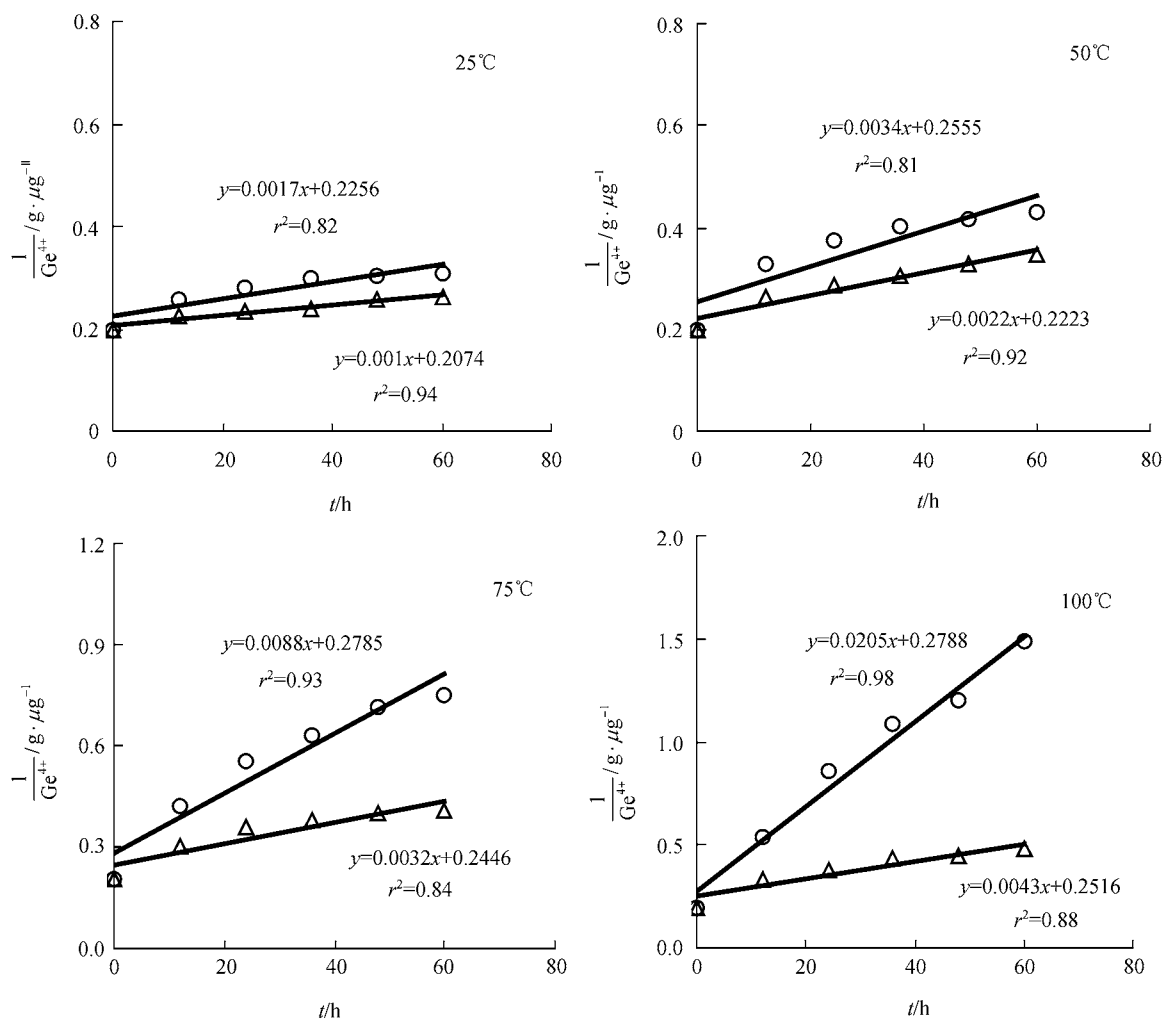 0.8
25℃
0.6
y=0.0017x+0.2256
r²=0.82
0.4
1
Ge⁴⁺ /g·μg⁻ǁ
0.2
y=0.001x+0.2074
r²=0.94
0
0 20 40 60 80
t/h
0.8
50℃
0.6
y=0.0034x+0.2555
r²=0.81
0.4
1
Ge⁴⁺ /g·μg⁻¹
0.2
y=0.0022x+0.2223
r²=0.92
0
0 20 40 60 80
t/h
1.2
75℃
0.9
y=0.0088x+0.2785
r²=0.93
0.6
1
Ge⁴⁺ /g·μg⁻¹
0.3
y=0.0032x+0.2446
r²=0.84
0.0
0 20 40 60 80
t/h
2.0
100℃
1.5
y=0.0205x+0.2788
r²=0.98
1.0
1
Ge⁴⁺ /g·μg⁻¹
0.5
y=0.0043x+0.2516
r²=0.88
0.0
0 20 40 60 80
t/h